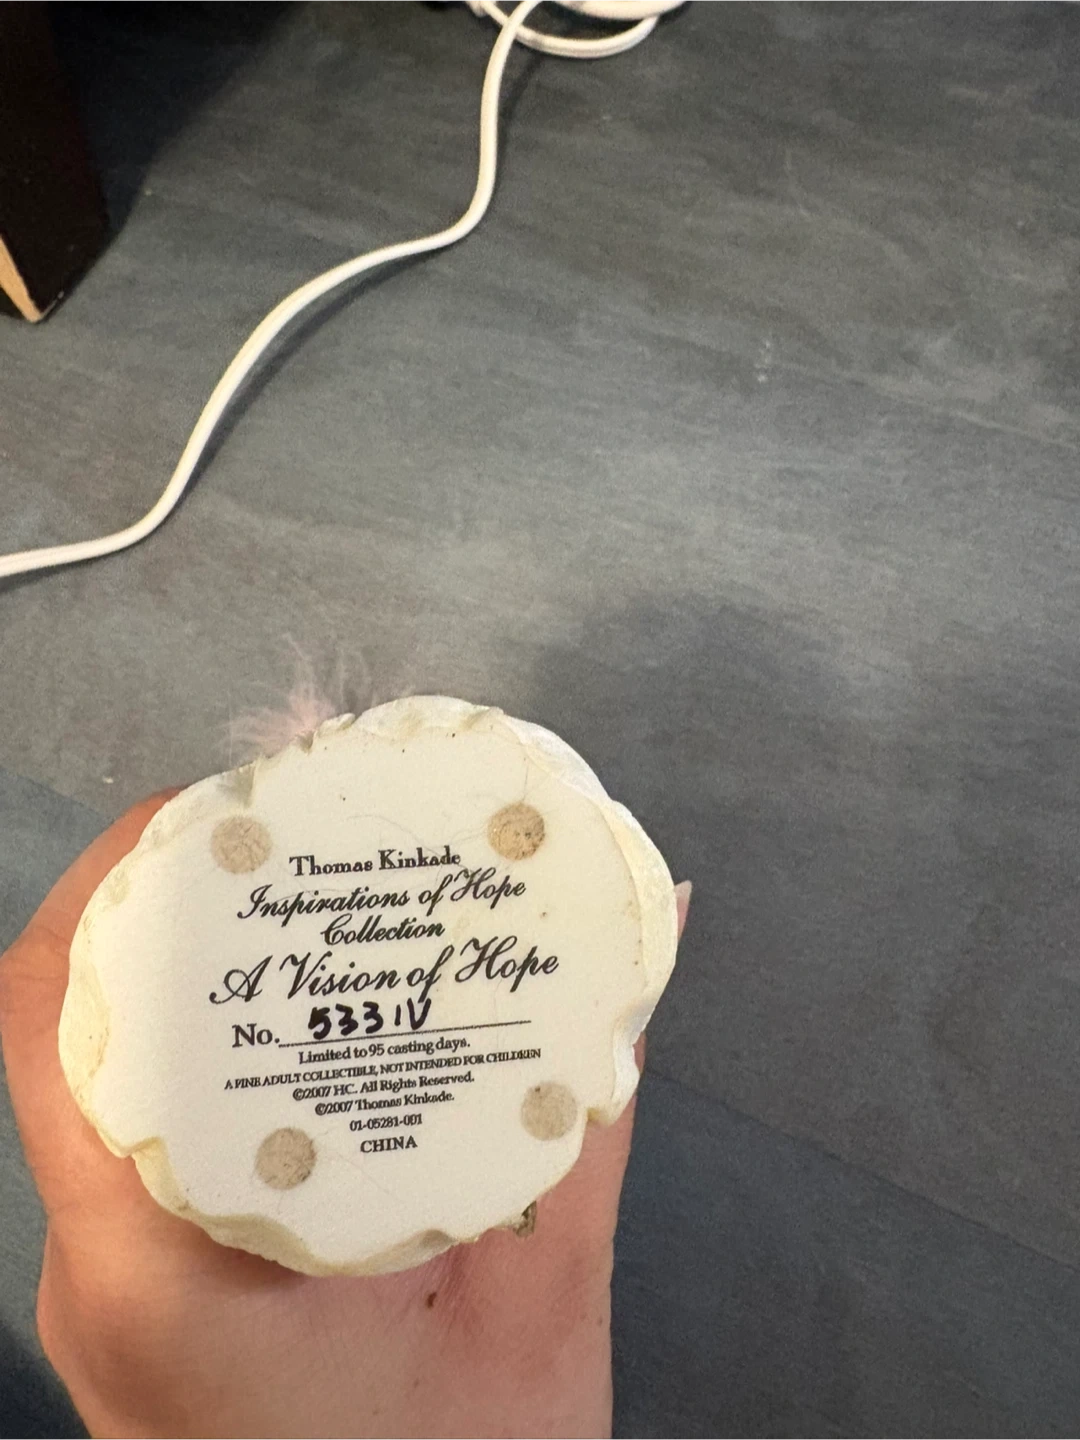 Thomas Kinkade
Inspirations of Hope
Collection
A Vision of Hope
No. 5331V
Limited to 95 casting days.
A FINE ADULT COLLECTIBLE, NOT INTENDED FOR CHILDREN
©2007 HC. All Rights Reserved.
©2007 Thomas Kinkade.
01-05281-001
CHINA